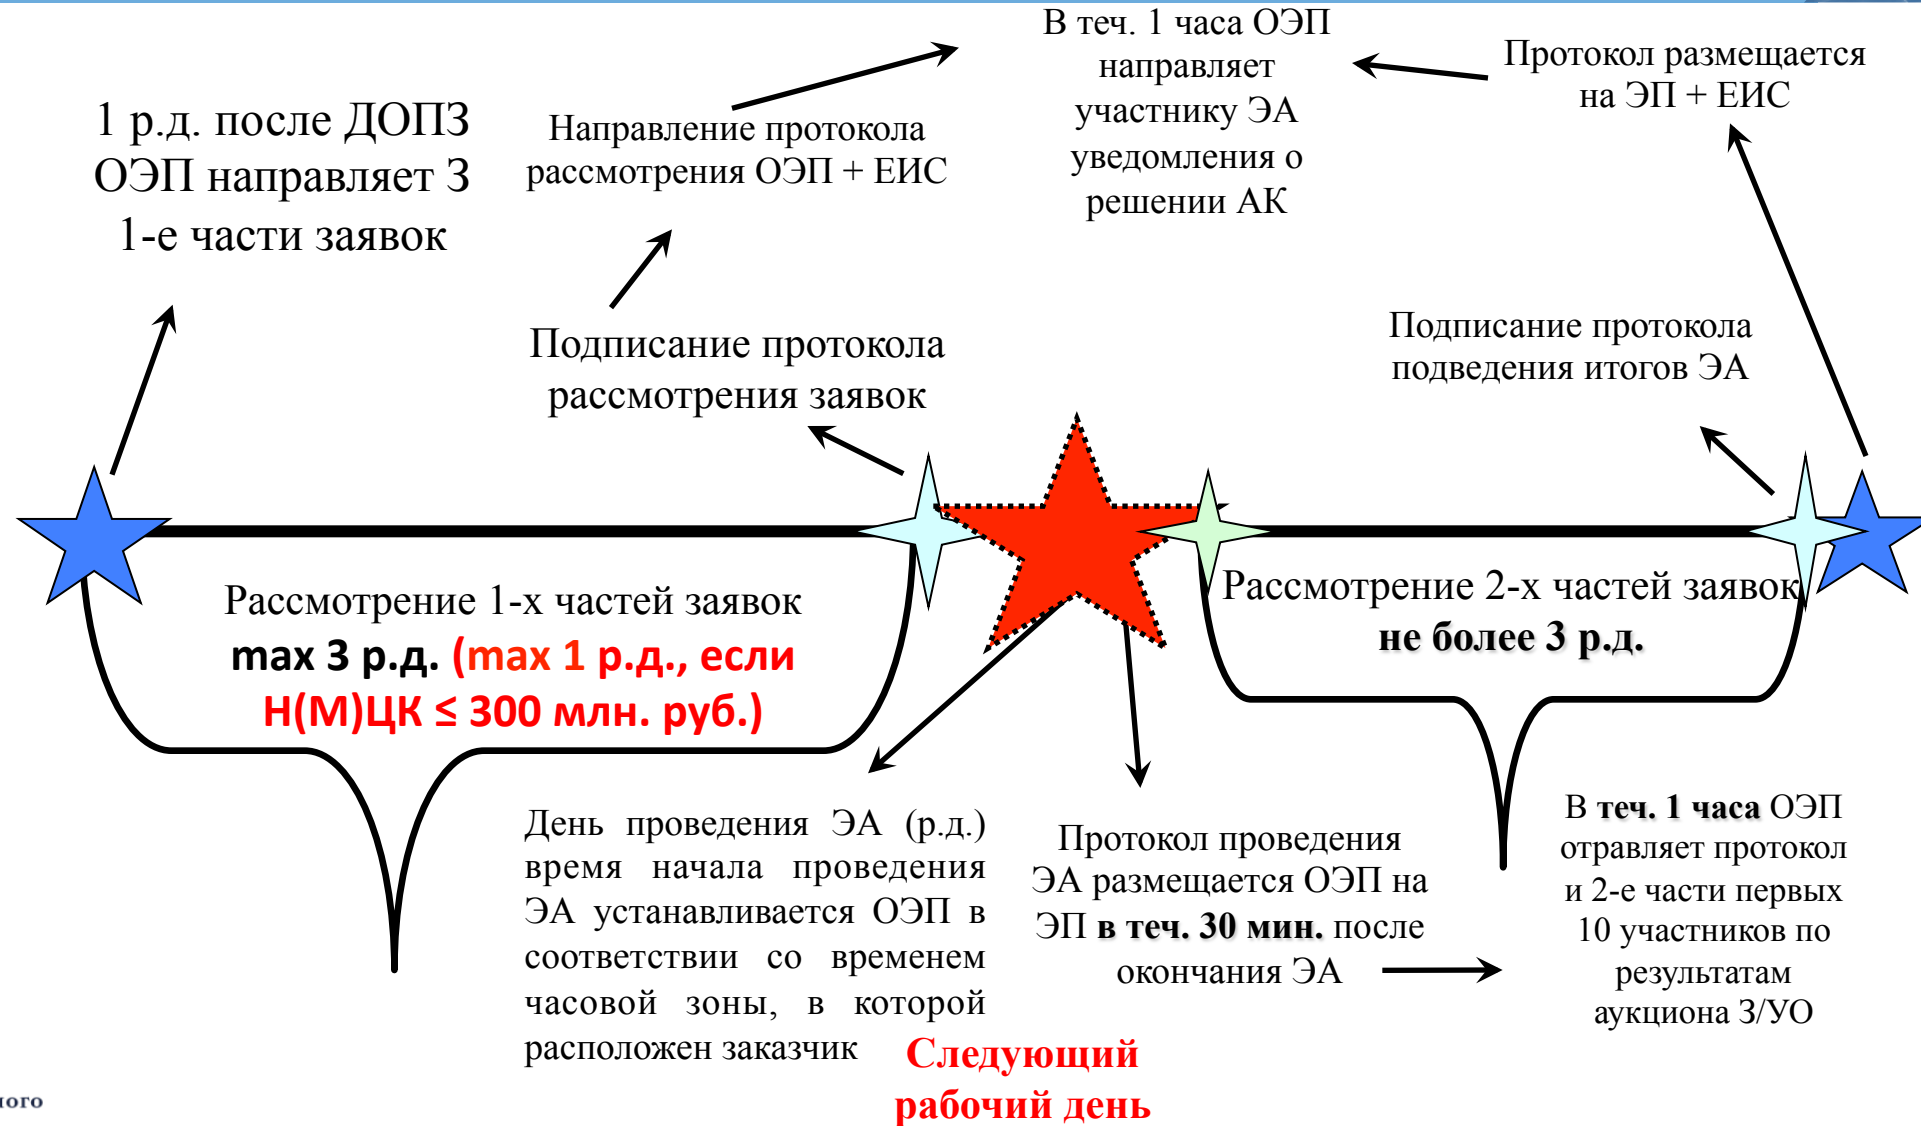 В теч. 1 часа ОЭП
направляет
участнику ЭА
уведомления о
решении АК
Протокол размещается
на ЭП + ЕИС
1 р.д. после ДОПЗ
ОЭП направляет З
1-е части заявок
Направление протокола
рассмотрения ОЭП + ЕИС
Подписание протокола
рассмотрения заявок
Подписание протокола
подведения итогов ЭА
Рассмотрение 1-х частей заявок
max 3 р.д. (max 1 р.д., если
Н(М)ЦК ≤ 300 млн. руб.)
Рассмотрение 2-х частей заявок
не более 3 р.д.
День проведения ЭА (р.д.)
время начала проведения
ЭА устанавливается ОЭП в
соответствии со временем
часовой зоны, в которой
расположен заказчик
Следующий
рабочий день
Протокол проведения
ЭА размещается ОЭП на
ЭП в теч. 30 мин. после
окончания ЭА
В теч. 1 часа ОЭП
отравляет протокол
и 2-е части первых
10 участников по
результатам
аукциона З/УО